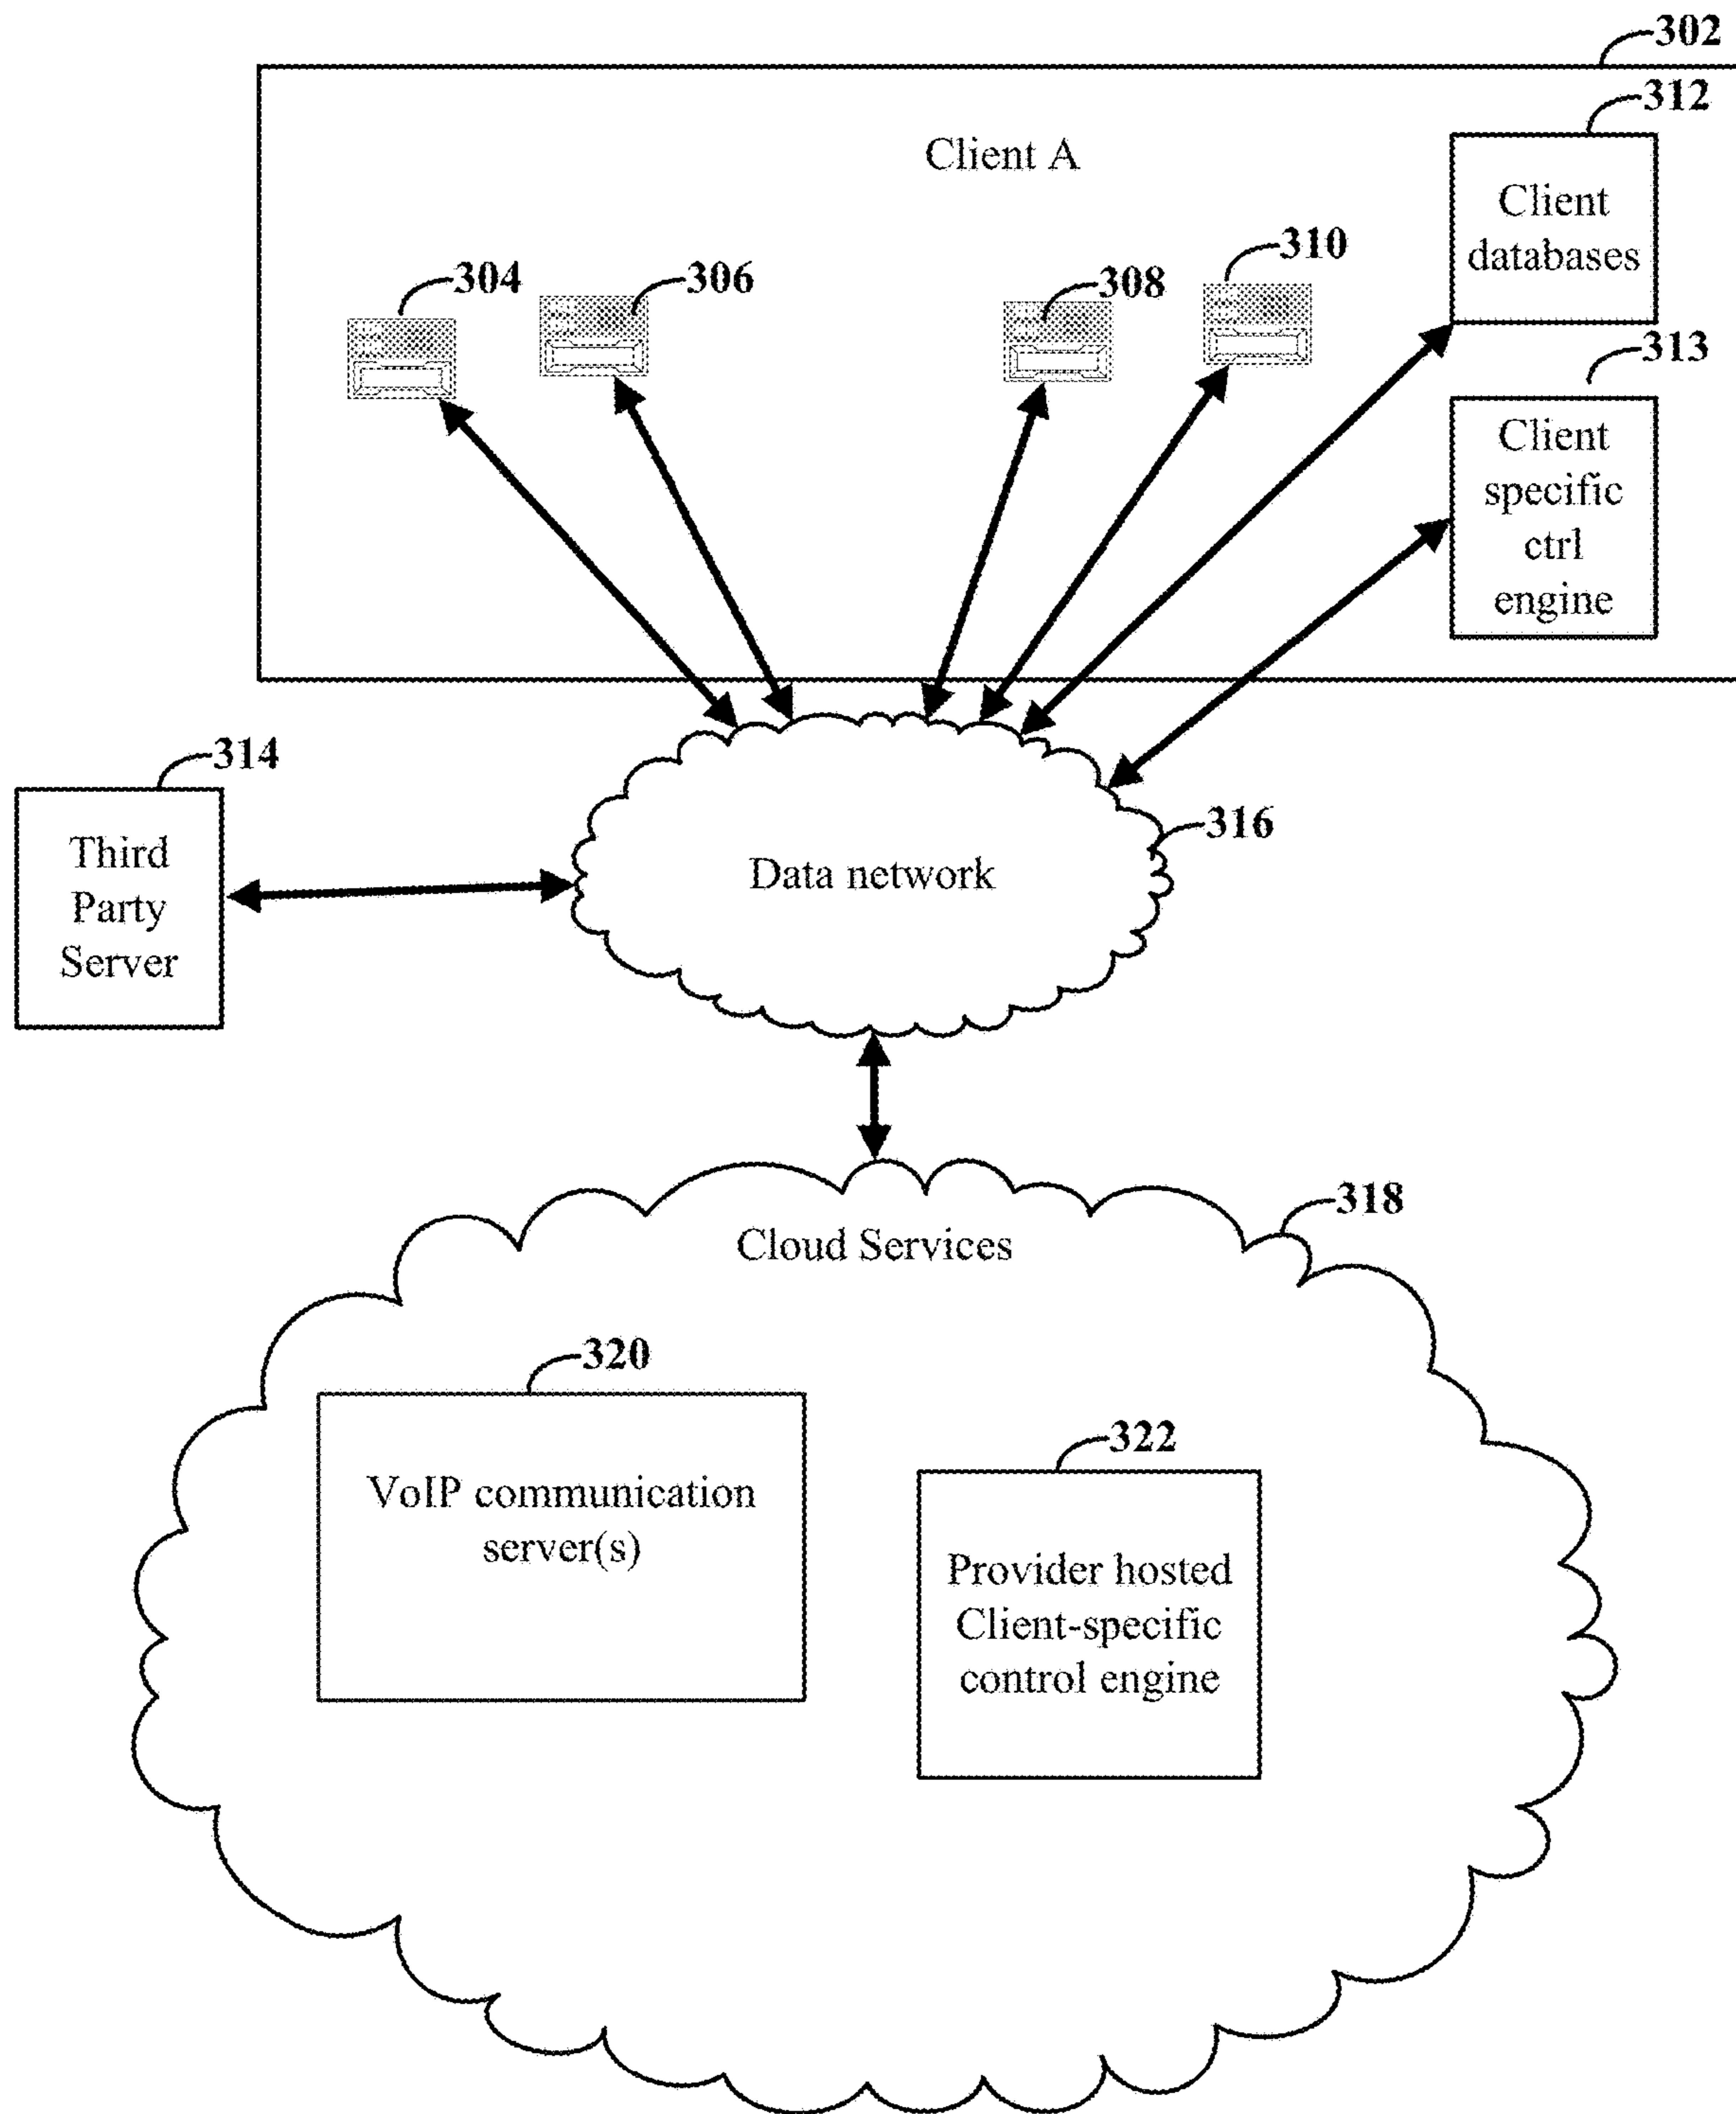 302
312
Client A
Client
databases
304
306
308
310
313
Client
specific
ctrl
engine
314
Third
Party
Server
316
Data network
318
Cloud Services
320
VoIP communication
server(s)
322
Provider hosted
Client-specific
control engine